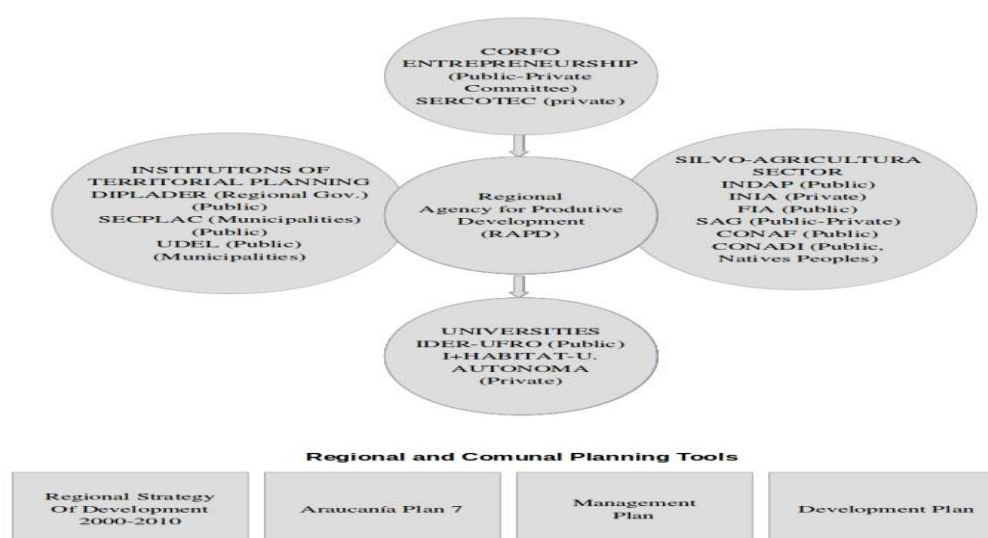 CORFO
ENTREPRENEURSHIP
(Public-Private
Committee)
SERCOTEC (private)
INSTITUTIONS OF
TERRITORIAL PLANNING
DIPLADER (Regional Gov.)
(Public)
SECPLAC (Municipalities)
(Public)
UDEL (Public)
(Municipalities)
Regional
Agency for Produtive
Development
(RAPD)
SILVO-AGRICULTURA
SECTOR
INDAP (Public)
INIA (Private)
FIA (Public)
SAG (Public-Private)
CONAF (Public)
CONADI (Public,
Natives Peoples)
UNIVERSITIES
IDER-UFRO (Public)
I+HABITAT-U.
AUTONOMA
(Private)
Regional and Comunal Planning Tools
Regional Strategy
Of Development
2000-2010
Araucanía Plan 7
Management
Plan
Development Plan